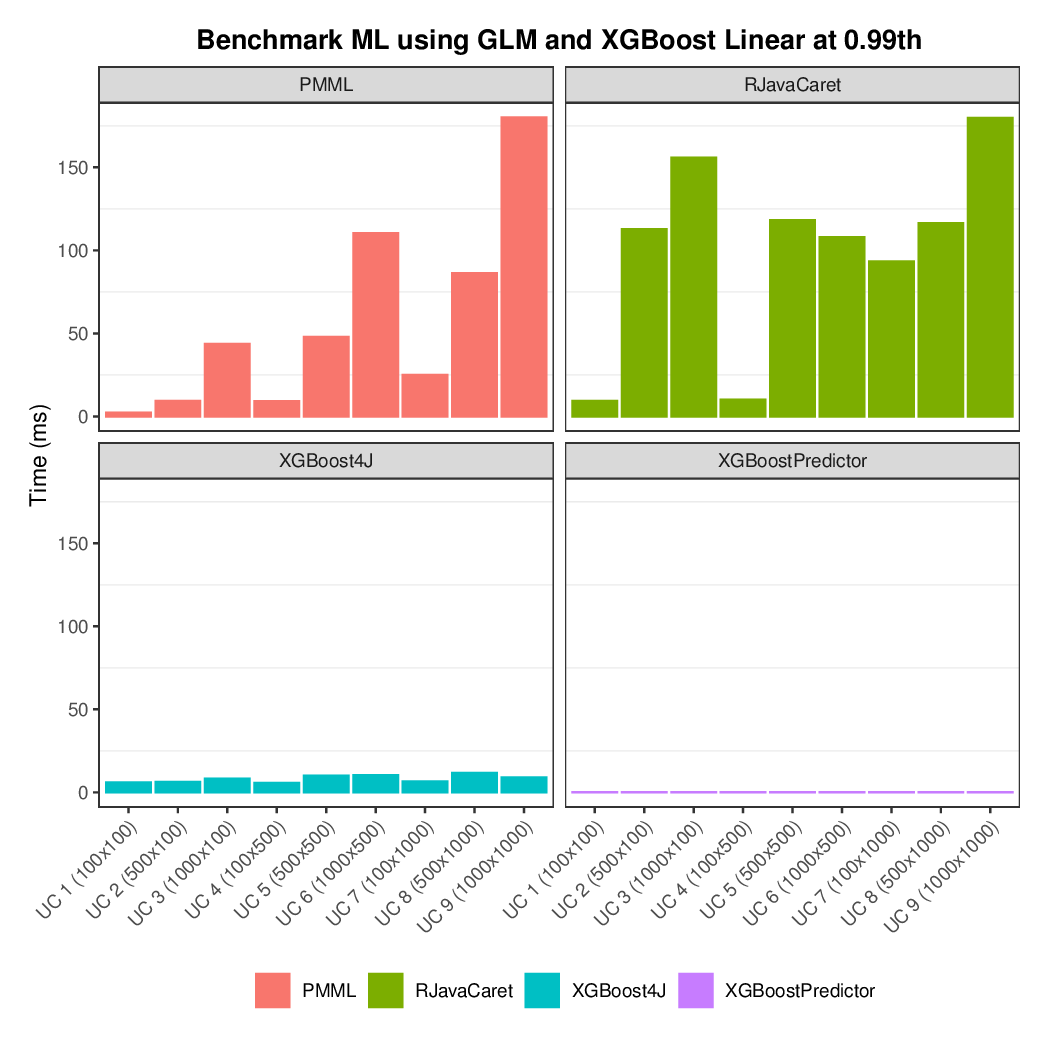 Benchmark ML using GLM and XGBoost Linear at 0.99th
PMML
RJavaCaret
150
100
50
0
XGBoost4J
XGBoostPredictor
150
100
50
0
Time (ms)
UC 1 (100x100)
UC 2 (500x100)
UC 3 (1000x100)
UC 4 (100x500)
UC 5 (500x500)
UC 6 (1000x500)
UC 7 (100x1000)
UC 8 (500x1000)
UC 9 (1000x1000)
UC 1 (100x100)
UC 2 (500x100)
UC 3 (1000x100)
UC 4 (100x500)
UC 5 (500x500)
UC 6 (1000x500)
UC 7 (100x1000)
UC 8 (500x1000)
UC 9 (1000x1000)
PMML
RJavaCaret
XGBoost4J
XGBoostPredictor